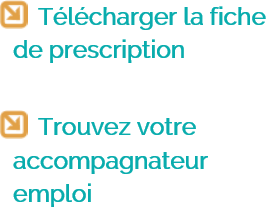 Télécharger la fiche
de prescription
Trouvez votre
accompagnateur
emploi